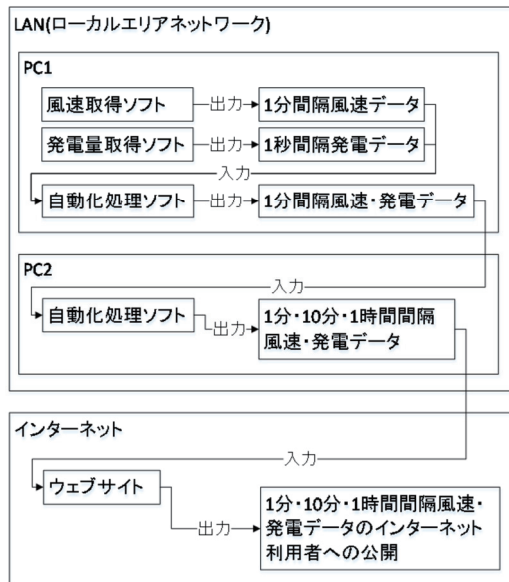 LAN(ローカルエリアネットワーク)
PC1
風速取得ソフト
出力
1分間隔風速データ
発電量取得ソフト
出力
1秒間隔発電データ
入力
自動化処理ソフト
出力
1分間隔風速・発電データ
PC2
入力
自動化処理ソフト
出力
1分・10分・1時間間隔
風速・発電データ
インターネット
入力
ウェブサイト
出力
1分・10分・1時間間隔風速・
発電データのインターネット
利用者への公開